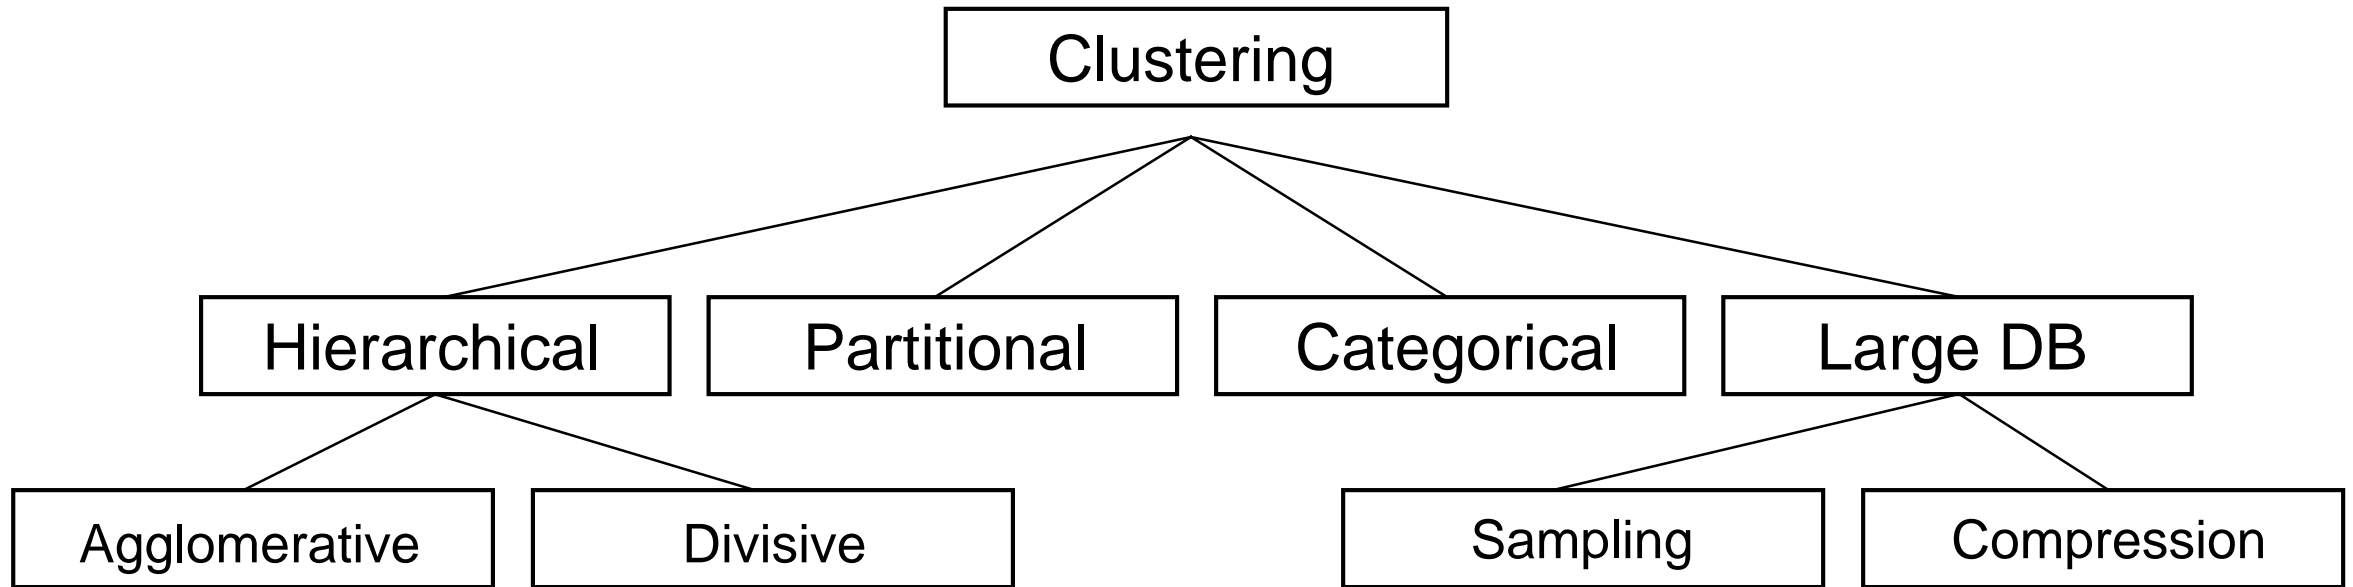 Clustering
Hierarchical
Partitional
Categorical
Large DB
Agglomerative
Divisive
Sampling
Compression